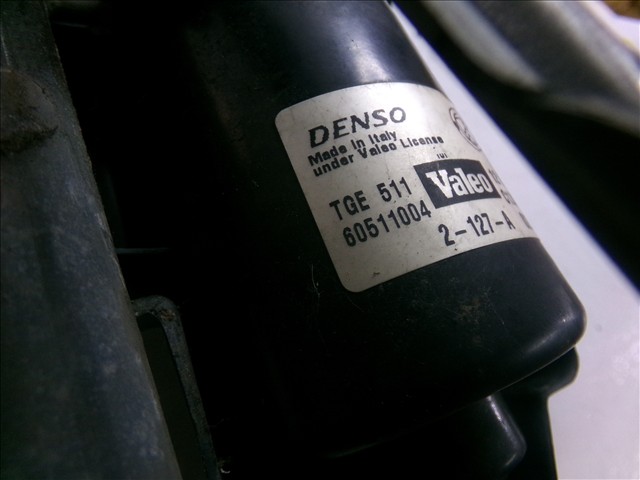 DENSO
Made in Italy
under Valeo License
TGE 511 Valeo
60511004
2-127-A